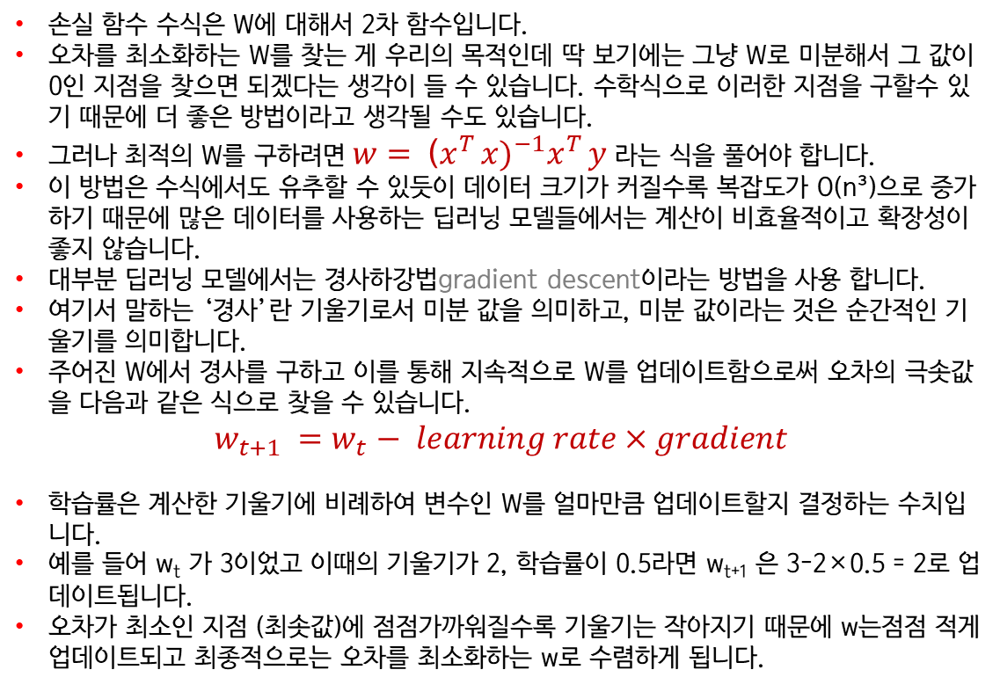 • 손실 함수 수식은 W에 대해서 2차 함수입니다.
• 오차를 최소화하는 W를 찾는 게 우리의 목적인데 딱 보기에는 그냥 W로 미분해서 그 값이
0인 지점을 찾으면 되겠다는 생각이 들 수 있습니다. 수학식으로 이러한 지점을 구할수 있
기 때문에 더 좋은 방법이라고 생각될 수도 있습니다.
• 그러나 최적의 W를 구하려면 w = (x^T x)^{-1}x^T y 라는 식을 풀어야 합니다.
• 이 방법은 수식에서도 유추할 수 있듯이 데이터 크기가 커질수록 복잡도가 O(n³)으로 증가
하기 때문에 많은 데이터를 사용하는 딥러닝 모델들에서는 계산이 비효율적이고 확장성이
좋지 않습니다.
• 대부분 딥러닝 모델에서는 경사하강법gradient descent이라는 방법을 사용 합니다.
• 여기서 말하는 ‘경사’란 기울기로서 미분 값을 의미하고, 미분 값이라는 것은 순간적인 기
울기를 의미합니다.
• 주어진 W에서 경사를 구하고 이를 통해 지속적으로 W를 업데이트함으로써 오차의 극솟값
을 다음과 같은 식으로 찾을 수 있습니다.
w_{t+1} = w_t − learning rate × gradient
• 학습률은 계산한 기울기에 비례하여 변수인 W를 얼마만큼 업데이트할지 결정하는 수치입
니다.
• 예를 들어 w_t 가 3이었고 이때의 기울기가 2, 학습률이 0.5라면 w_{t+1} 은 3-2×0.5 = 2로 업
데이트됩니다.
• 오차가 최소인 지점 (최솟값)에 점점가까워질수록 기울기는 작아지기 때문에 w는점점 적게
업데이트되고 최종적으로는 오차를 최소화하는 w로 수렴하게 됩니다.